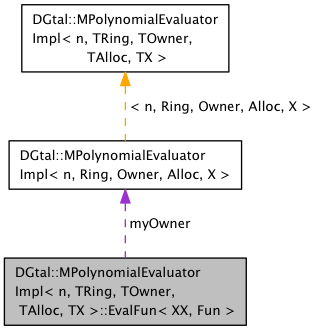 DGtal::MPolynomialEvaluator
Impl< n, TRing, TOwner,
TAlloc, TX >
< n, Ring, Owner, Alloc, X >
DGtal::MPolynomialEvaluator
Impl< n, Ring, Owner, Alloc, X >
myOwner
DGtal::MPolynomialEvaluator
Impl< n, TRing, TOwner,
TAlloc, TX >::EvalFun< XX, Fun >